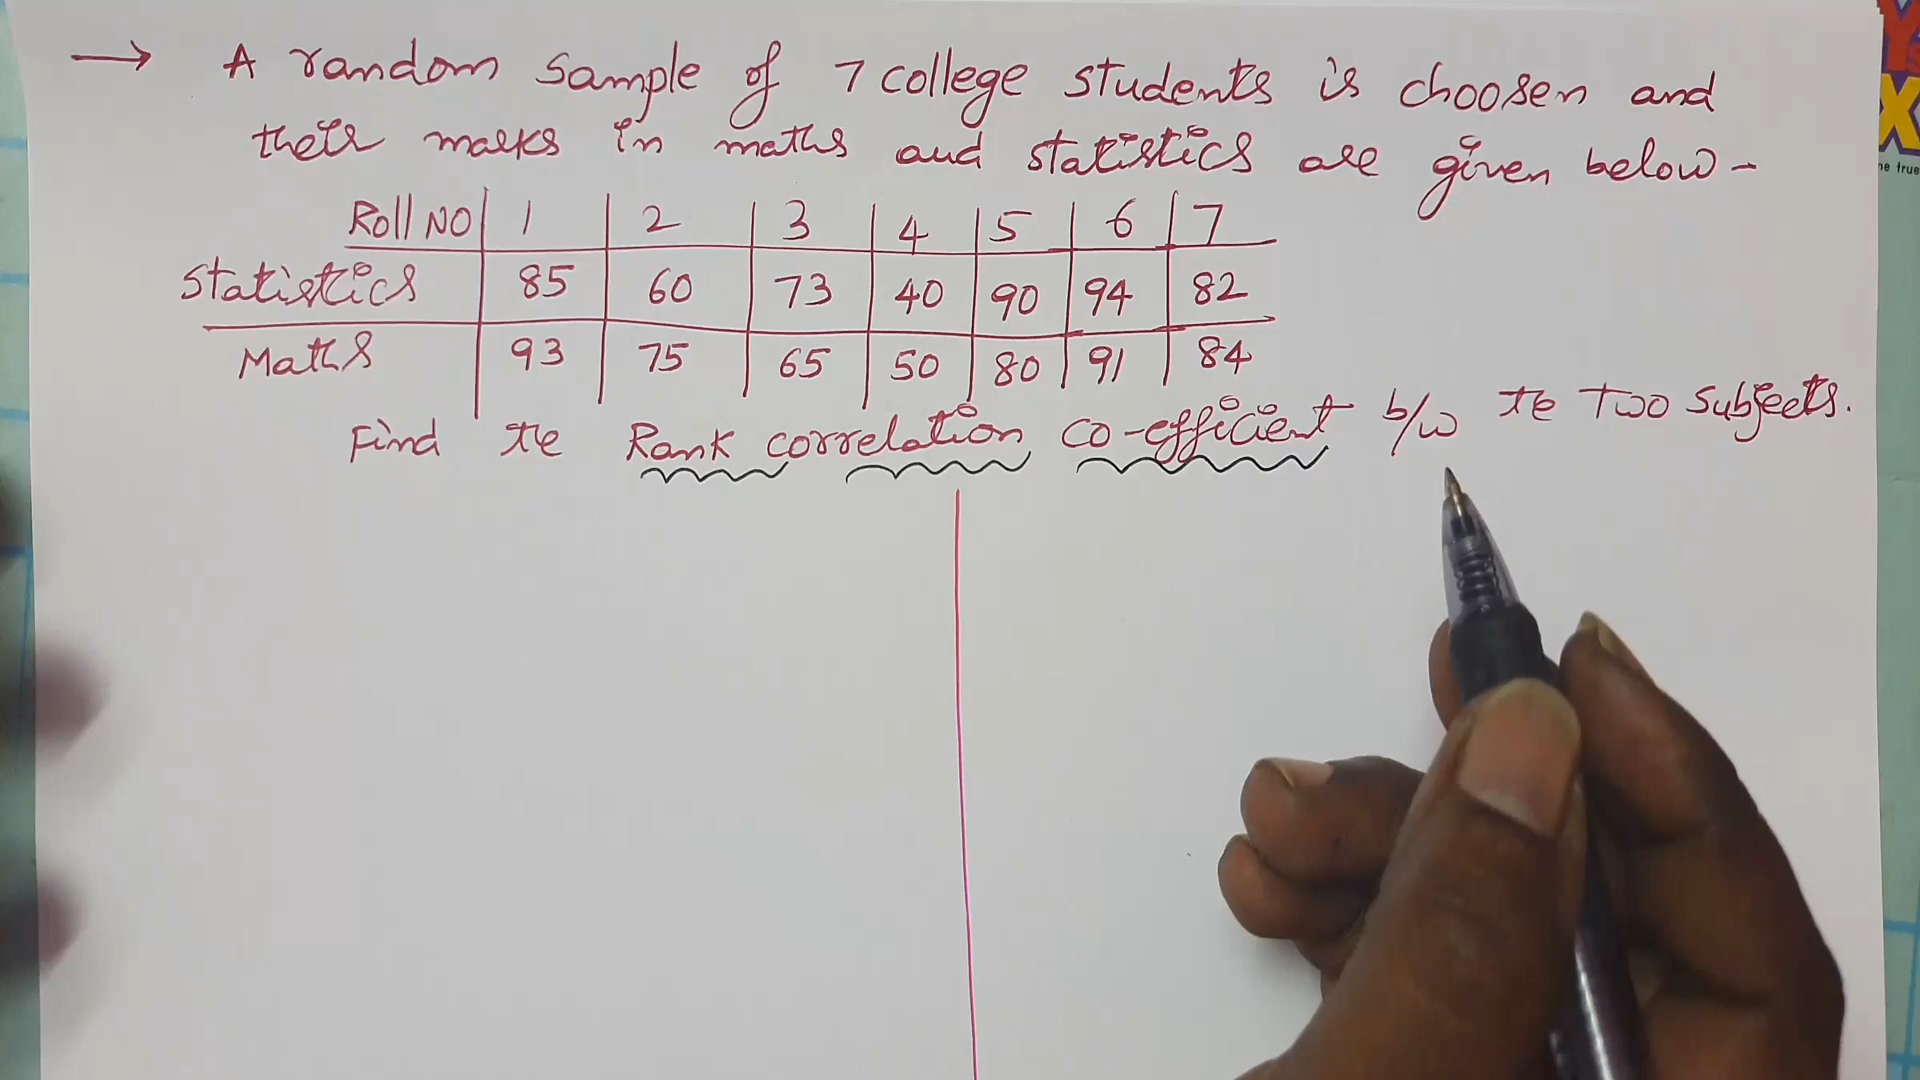 → A random sample of 7 college students is choosen and
their marks in maths and statistics are given below -
Roll NO 1 2 3 4 5 6 7
Statistics 85 60 73 40 90 94 82
Maths 93 75 65 50 80 91 84
Find te Rank correlation co-efficient b/w te Two subjects.